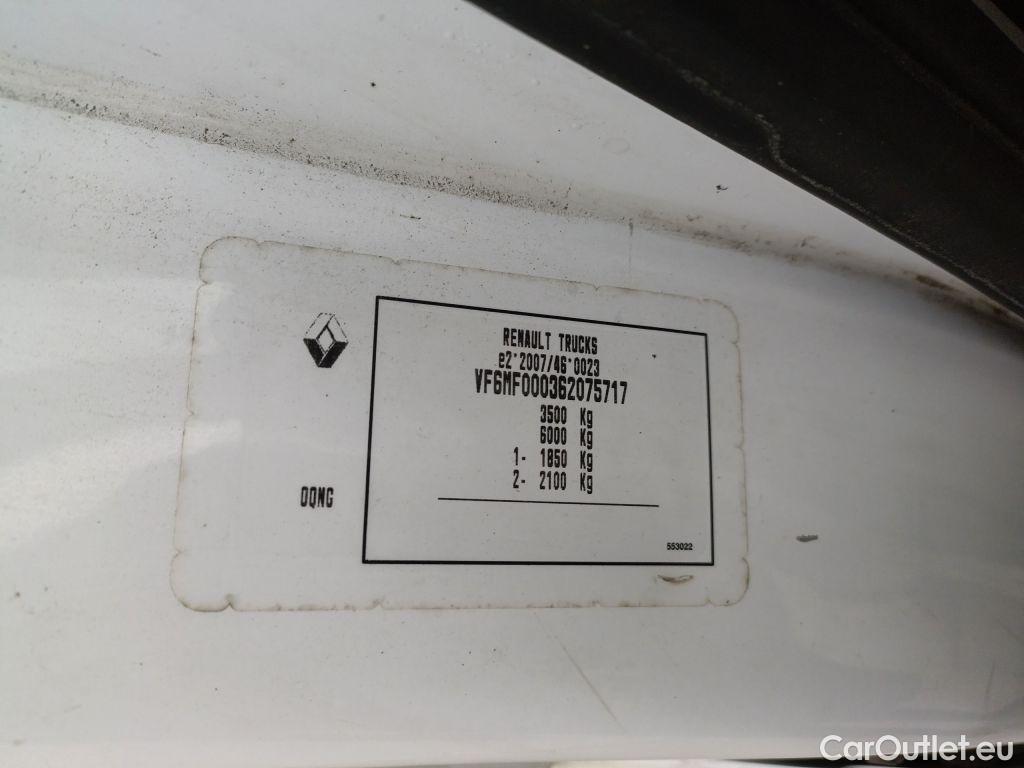 RENAULT TRUCKS
e2*2007/46*0023
VF6MF000362075717
3500 Kg
6000 Kg
1- 1850 Kg
2- 2100 Kg
DQNG
553022
CarOutlet.eu